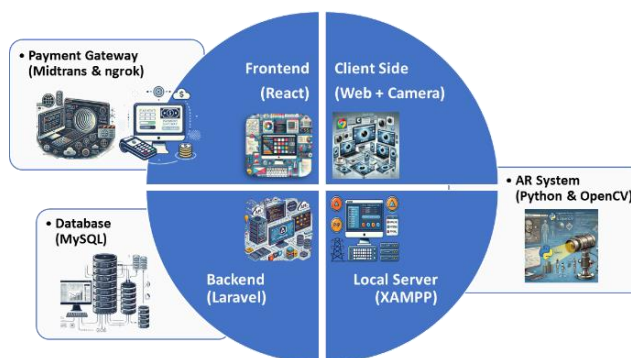 • Payment Gateway
(Midtrans & ngrok)
Frontend
(React)
Client Side
(Web + Camera)
• AR System
(Python & OpenCV)
• Database
(MySQL)
Backend
(Laravel)
Local Server
(XAMPP)